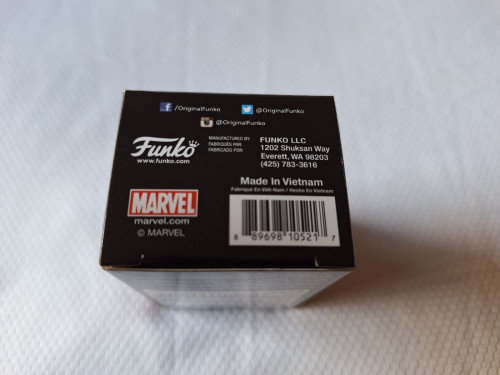 /OriginalFunko
@OriginalFunko
@OriginalFunko
Funko
www.funko.com
MANUFACTURED BY:
FABRIQUÉS PAR:
FABRICADO POR:
FUNKO LLC
1202 Shuksan Way
Everett, WA 98203
(425) 783-3616
Made In Vietnam
Fabriqué En Viêt-Nam / Hecho En Vietnam
MARVEL
marvel.com
© MARVEL
8 89698 10521 7